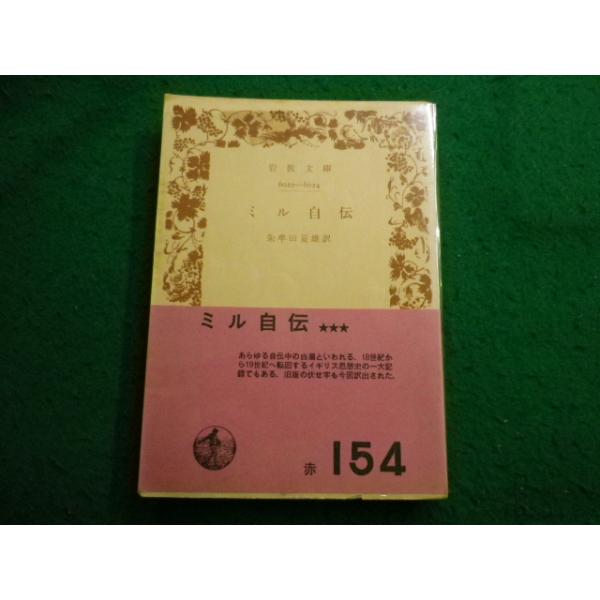 岩波文庫
6022—6024
ミル自伝
朱牟田夏雄訳
ミル自伝 ★★★
あらゆる自伝中の白眉といわれる、18世紀か
ら19世紀へ転回するイギリス思想史の一大記
録でもある。旧版の伏せ字も今回訳出された。
赤 154